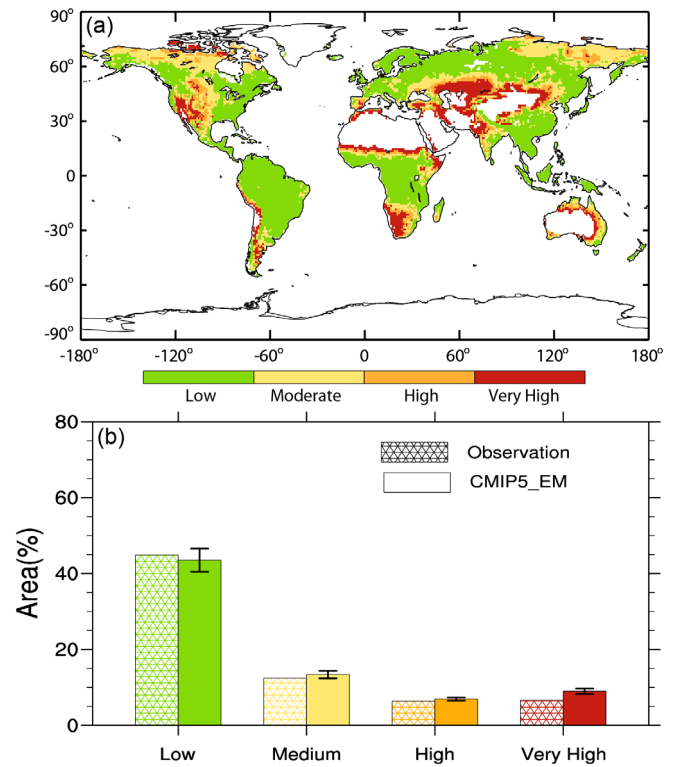 (a)
90°
60°
30°
0
-30°
-60°
-90°
-180° -120° -60° 0 60° 120° 180°
Low Moderate High Very High
(b)
80
60
40
20
0
Area(%)
Observation
CMIP5_EM
Low Medium High Very High